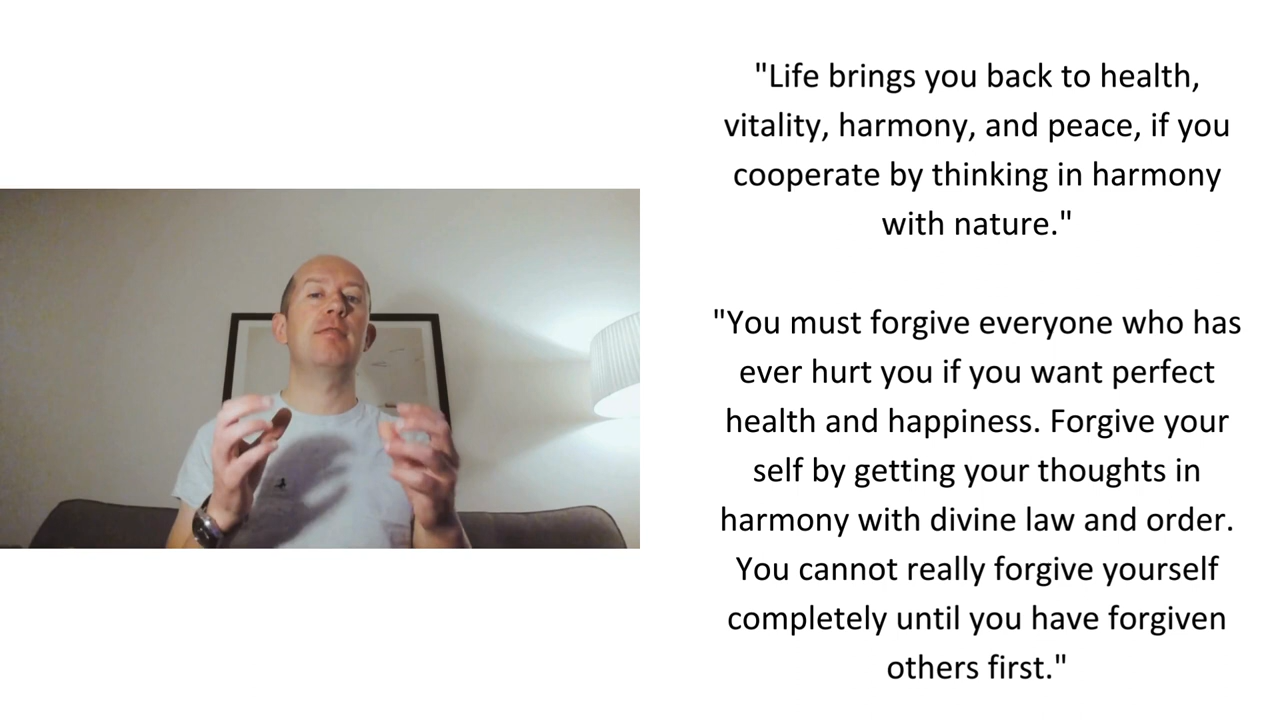 "Life brings you back to health,
vitality, harmony, and peace, if you
cooperate by thinking in harmony
with nature."
"You must forgive everyone who has
ever hurt you if you want perfect
health and happiness. Forgive your
self by getting your thoughts in
harmony with divine law and order.
You cannot really forgive yourself
completely until you have forgiven
others first."